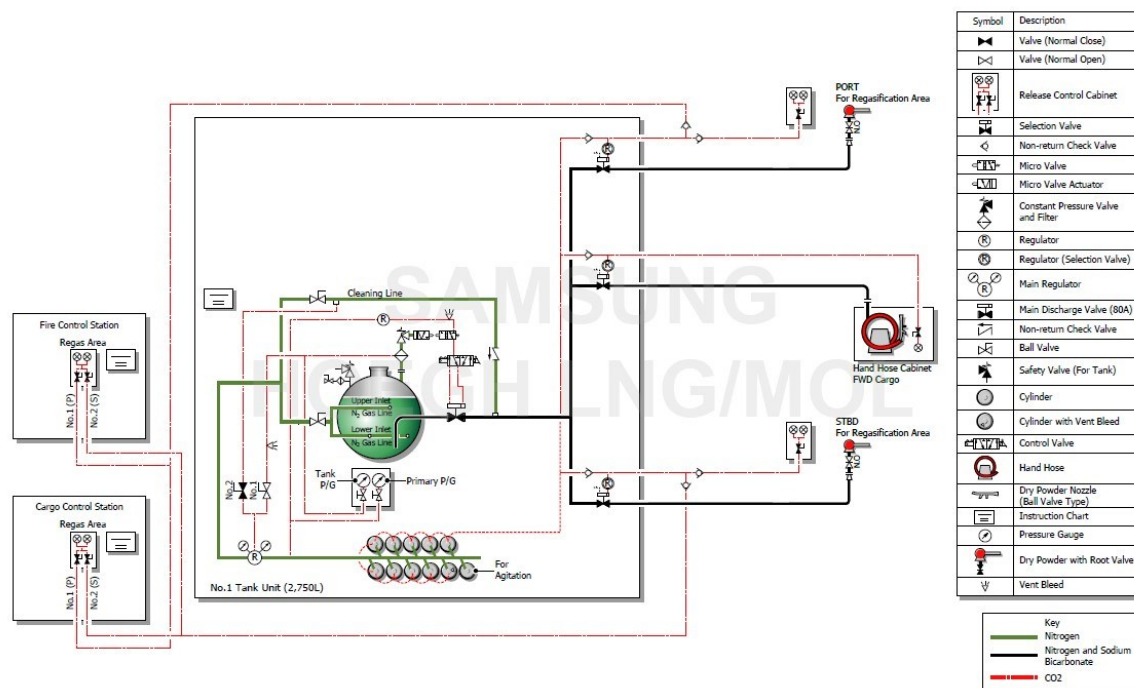 SAMSUNG
HOEGH LNG/MOL
Fire Control Station
Regas Area
No.1 (P)
No.2 (S)
Cargo Control Station
Regas Area
No.1 (P)
No.2 (S)
Cleaning Line
R
Upper Inlet
N₂ Gas Line
Lower Inlet
N₂ Gas Line
Tank
P/G
Primary P/G
No.2
No.1
R
For
Agitation
No.1 Tank Unit (2,750L)
R
R
R
PORT
For Regasification Area
N.O
Hand Hose Cabinet
FWD Cargo
STBD
For Regasification Area
N.O
Symbol Description
Valve (Normal Close)
Valve (Normal Open)
Release Control Cabinet
Selection Valve
Non-return Check Valve
Micro Valve
Micro Valve Actuator
Constant Pressure Valve
and Filter
R Regulator
R Regulator (Selection Valve)
R Main Regulator
Main Discharge Valve (80A)
Non-return Check Valve
Ball Valve
Safety Valve (For Tank)
Cylinder
Cylinder with Vent Bleed
Control Valve
Hand Hose
Dry Powder Nozzle
(Ball Valve Type)
Instruction Chart
Pressure Gauge
Dry Powder with Root Valve
Vent Bleed
Key
Nitrogen
Nitrogen and Sodium
Bicarbonate
CO2